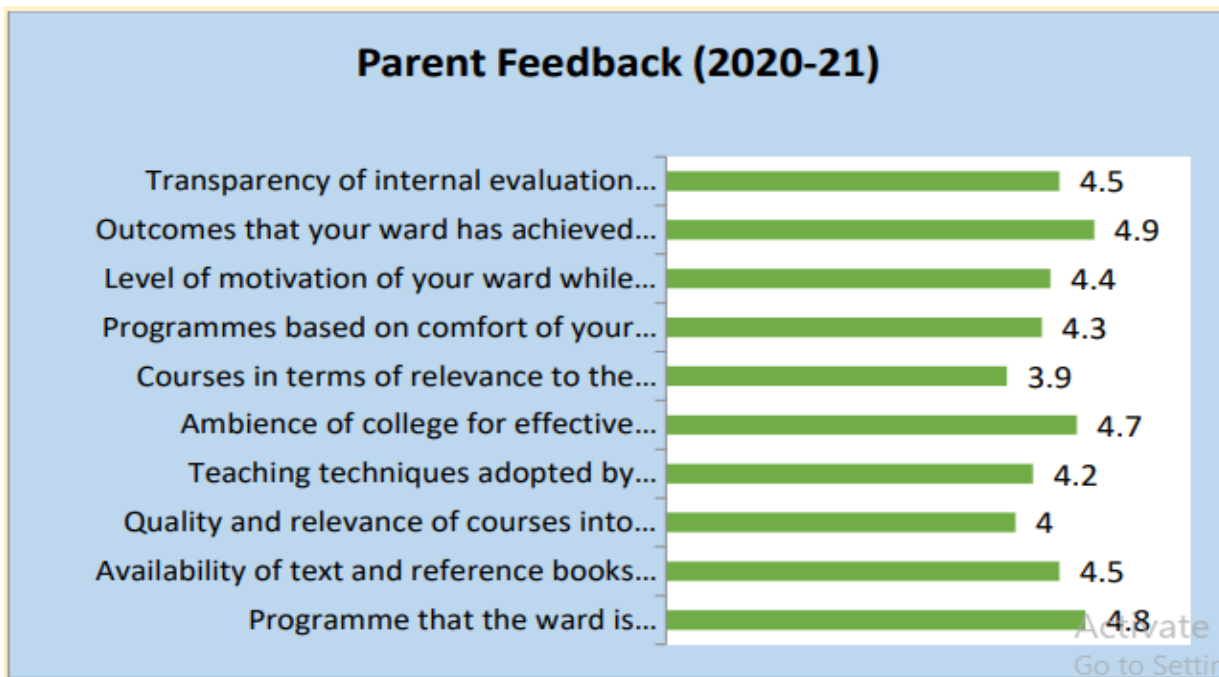 Parent Feedback (2020-21)
Transparency of internal evaluation... 4.5
Outcomes that your ward has achieved... 4.9
Level of motivation of your ward while... 4.4
Programmes based on comfort of your... 4.3
Courses in terms of relevance to the... 3.9
Ambience of college for effective... 4.7
Teaching techniques adopted by... 4.2
Quality and relevance of courses into... 4
Availability of text and reference books... 4.5
Programme that the ward is... 4.8
Activate
Go to